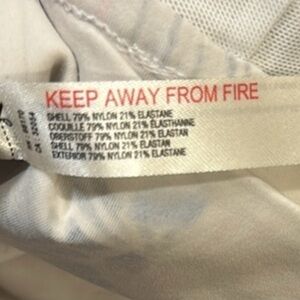 KEEP AWAY FROM FIRE
SHELL 79% NYLON 21% ELASTANE
COQUILLE 79% NYLON 21% ÉLASTHANNE
OBERSTOFF 79% NYLON 21% ELASTAN
SHELL 79% NYLON 21% ELASTAN
EXTERIOR 79% NYLON 21% ELASTANE